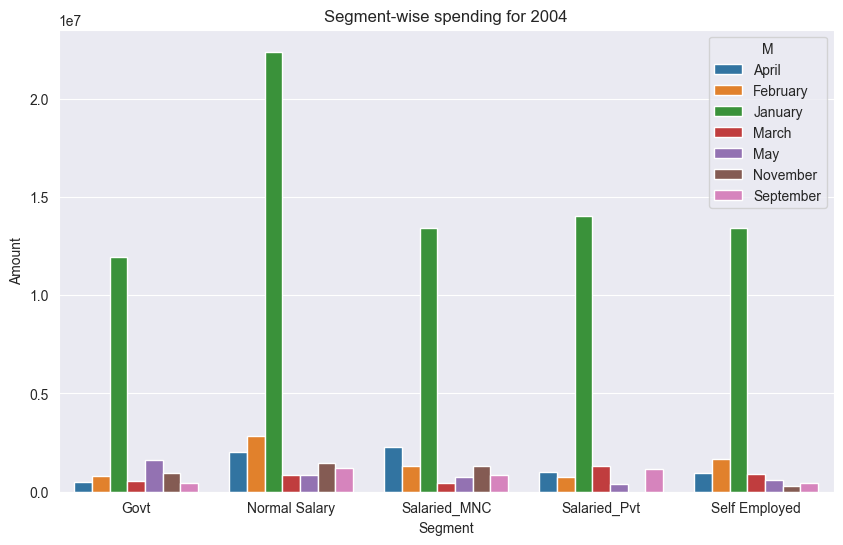 Segment-wise spending for 2004
1e7
M
April
February
January
March
May
November
September
2.0
1.5
1.0
0.5
0.0
Amount
Govt
Normal Salary
Salaried_MNC
Salaried_Pvt
Self Employed
Segment